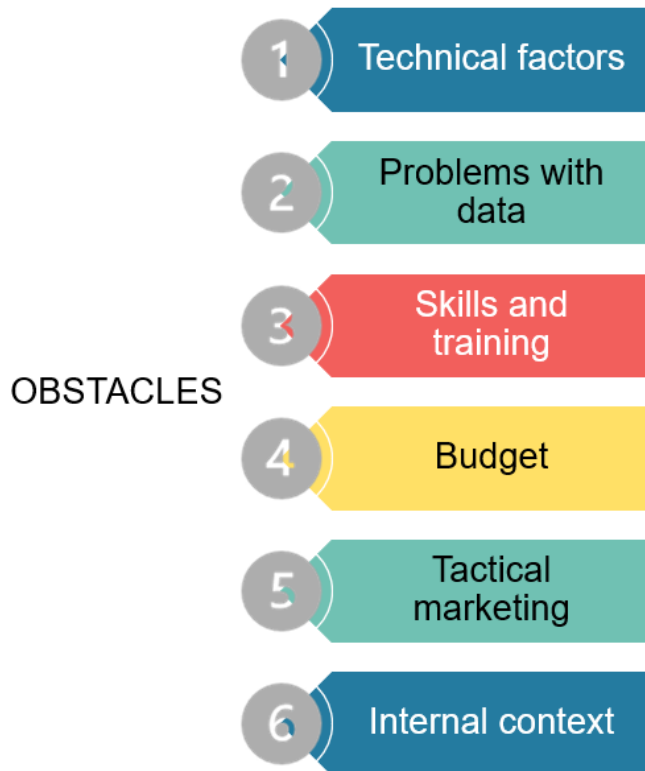 1
Technical factors
2
Problems with
data
3
Skills and
training
OBSTACLES
4
Budget
5
Tactical
marketing
6
Internal context